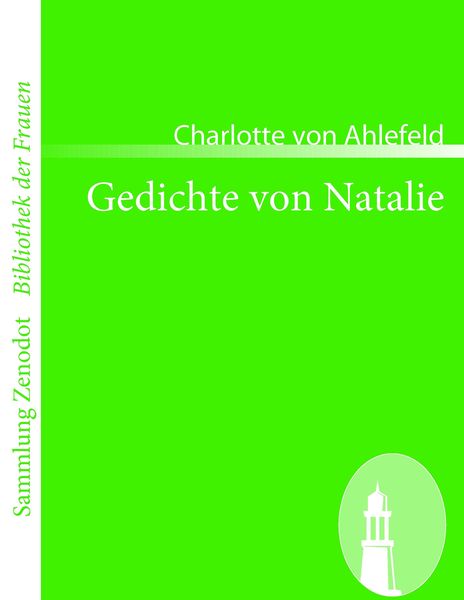 Charlotte von Ahlefeld
Gedichte von Natalie
Sammlung Zenodot Bibliothek der Frauen